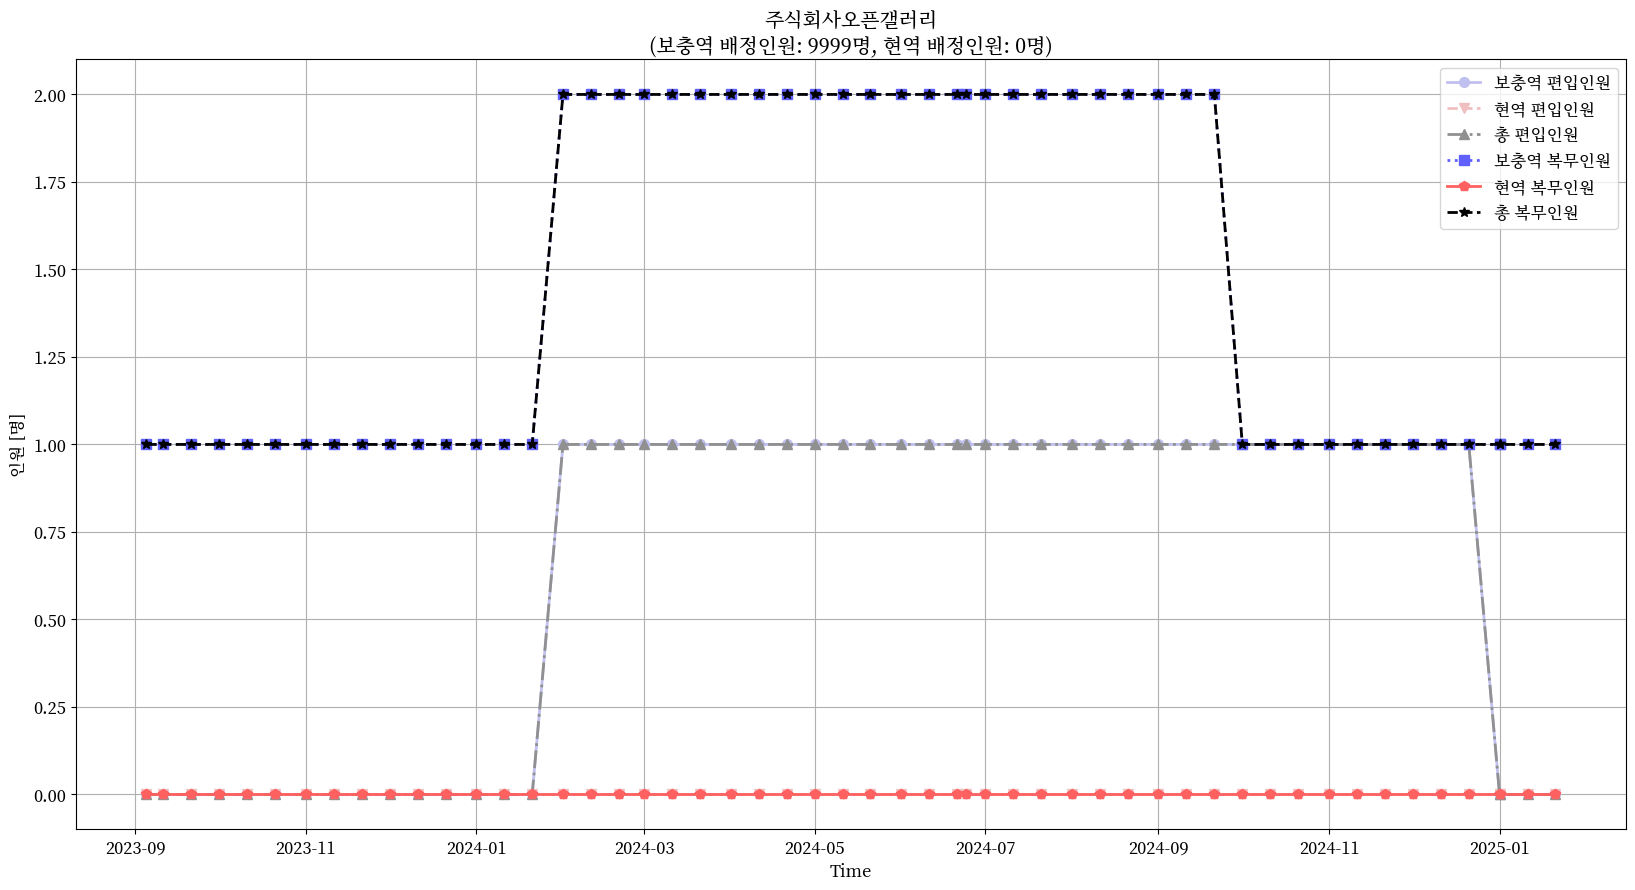 주식회사오픈갤러리
(보충역 배정인원: 9999명, 현역 배정인원: 0명)
보충역 편입인원
현역 편입인원
총 편입인원
보충역 복무인원
현역 복무인원
총 복무인원
인원 [명]
2.00
1.75
1.50
1.25
1.00
0.75
0.50
0.25
0.00
2023-09 2023-11 2024-01 2024-03 2024-05 2024-07 2024-09 2024-11 2025-01
Time